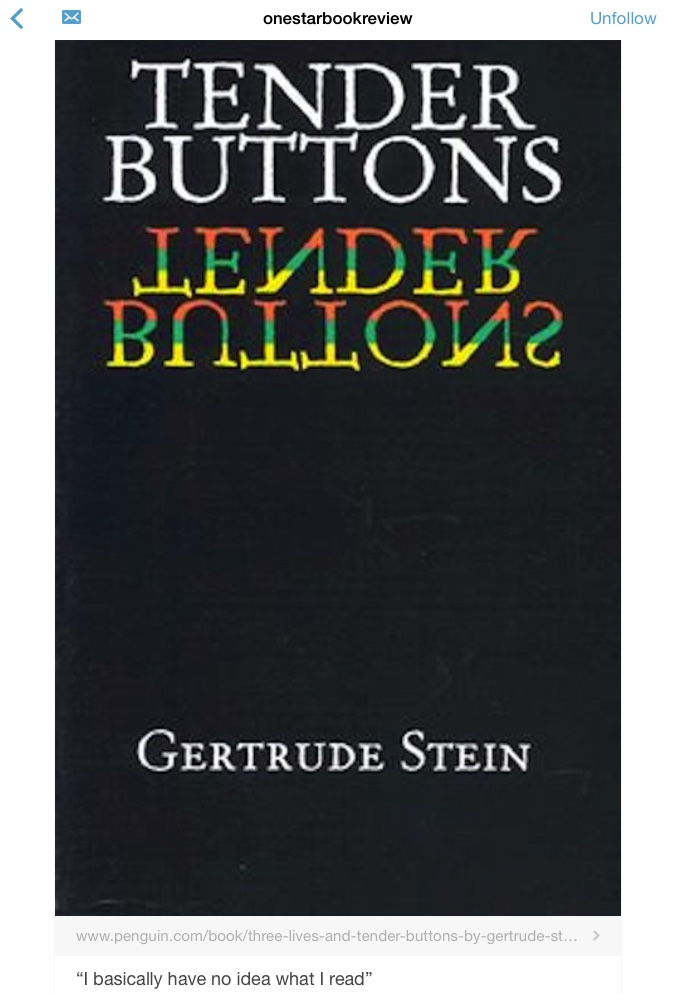 onestarbookreview Unfollow
TENDER
BUTTONS
TENDER
BUTTONS
GERTRUDE STEIN
www.penguin.com/book/three-lives-and-tender-buttons-by-gertrude-st...
“I basically have no idea what I read”